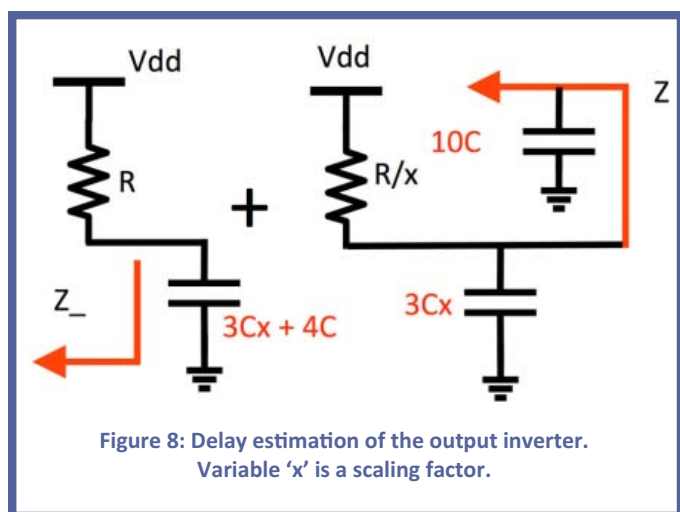 Vdd
R
Z_
3Cx + 4C
+
Vdd
R/x
10C
Z
3Cx
Figure 8: Delay estimation of the output inverter.
Variable ‘x’ is a scaling factor.